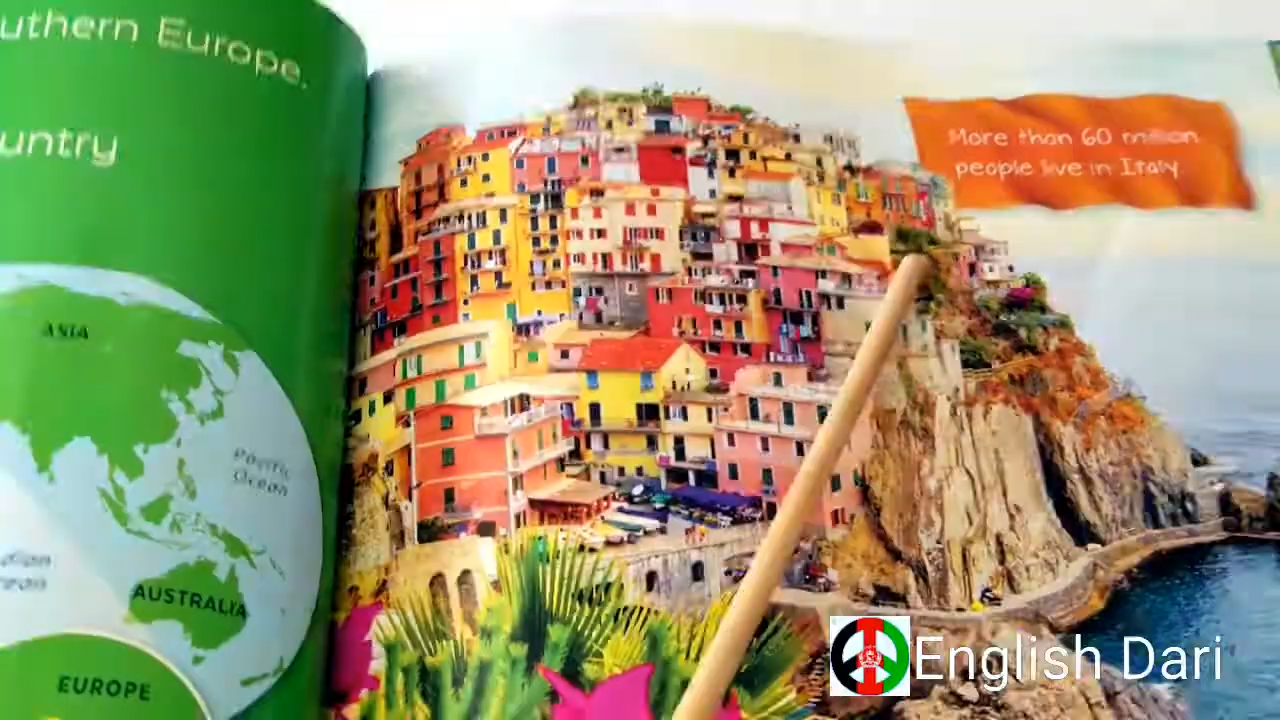 uthern Europe.
untry
ASIA
Pacific
Ocean
AUSTRALIA
EUROPE
More than 60 million
people live in Italy
English Dari